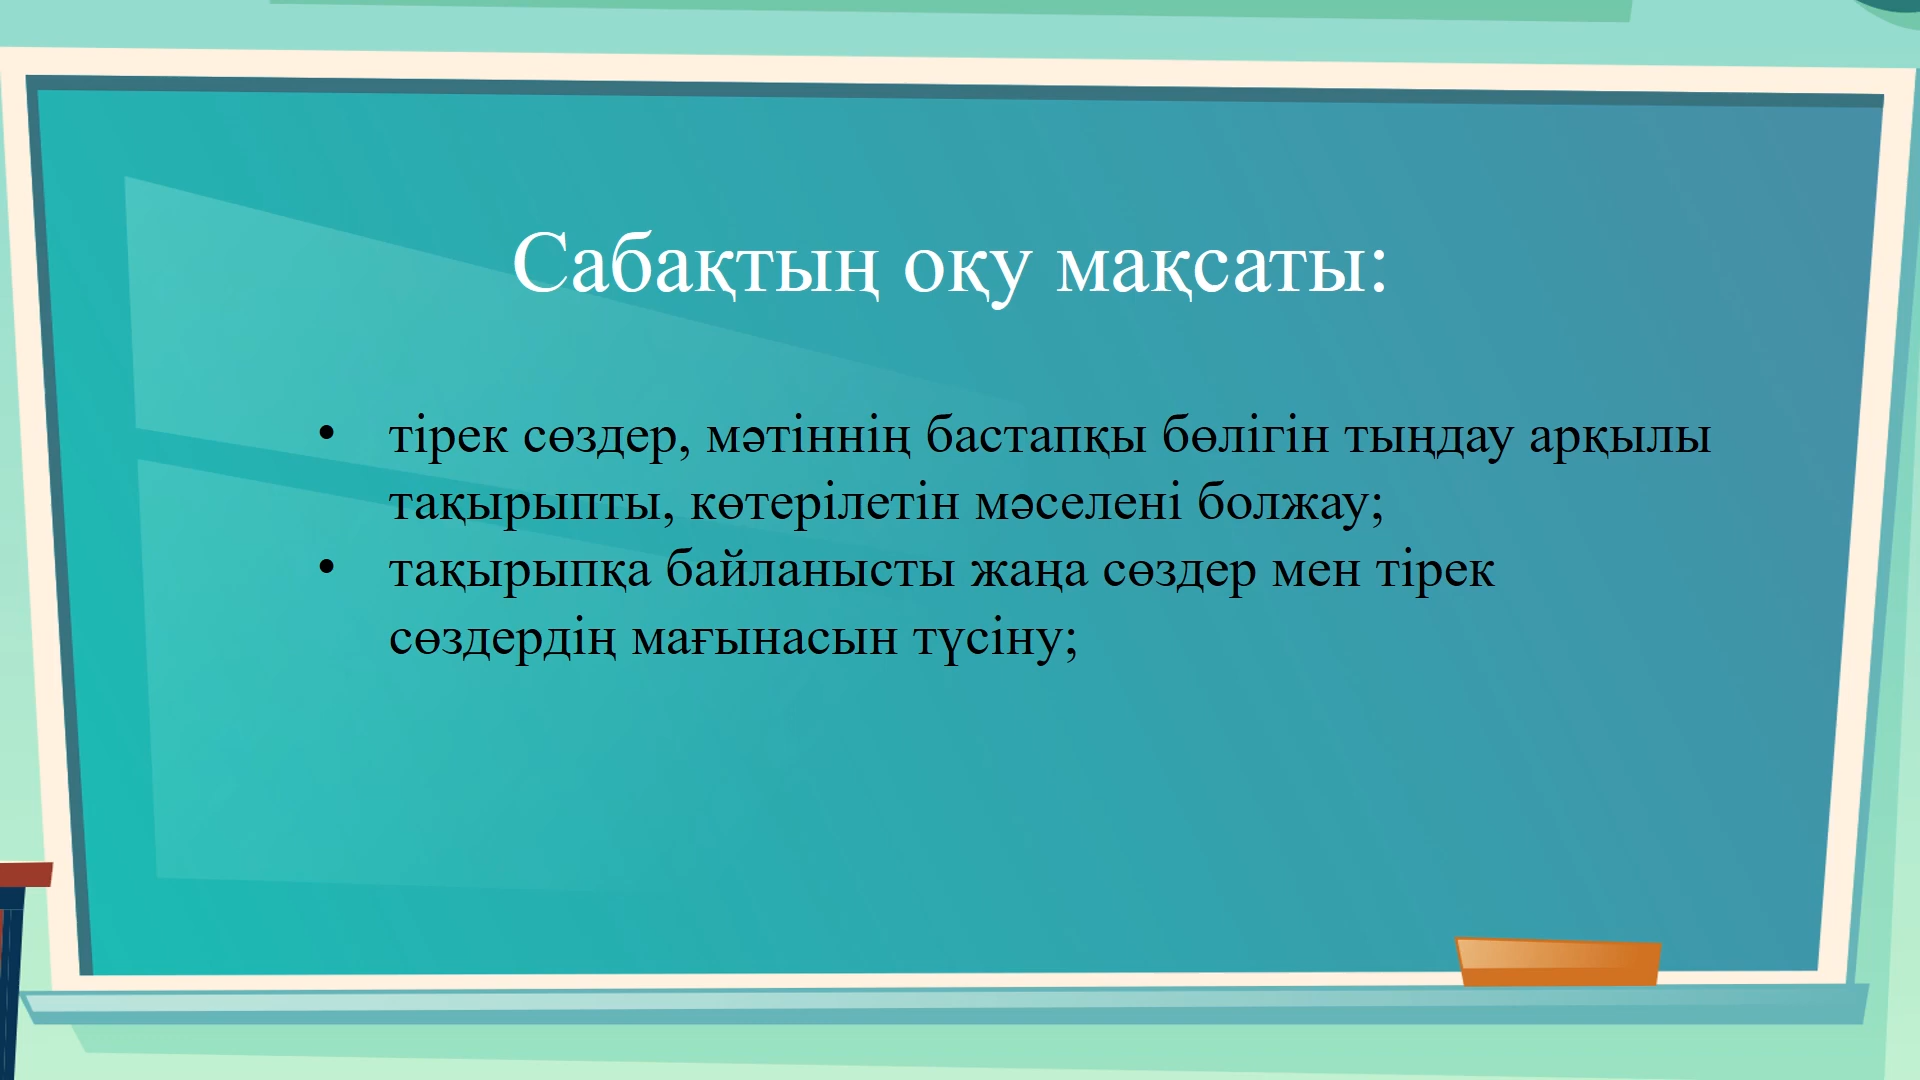 Сабақтың оқу мақсаты:
• тірек сөздер, мәтіннің бастапқы бөлігін тыңдау арқылы
тақырыпты, көтерілетін мәселені болжау;
• тақырыпқа байланысты жаңа сөздер мен тірек
сөздердің мағынасын түсіну;